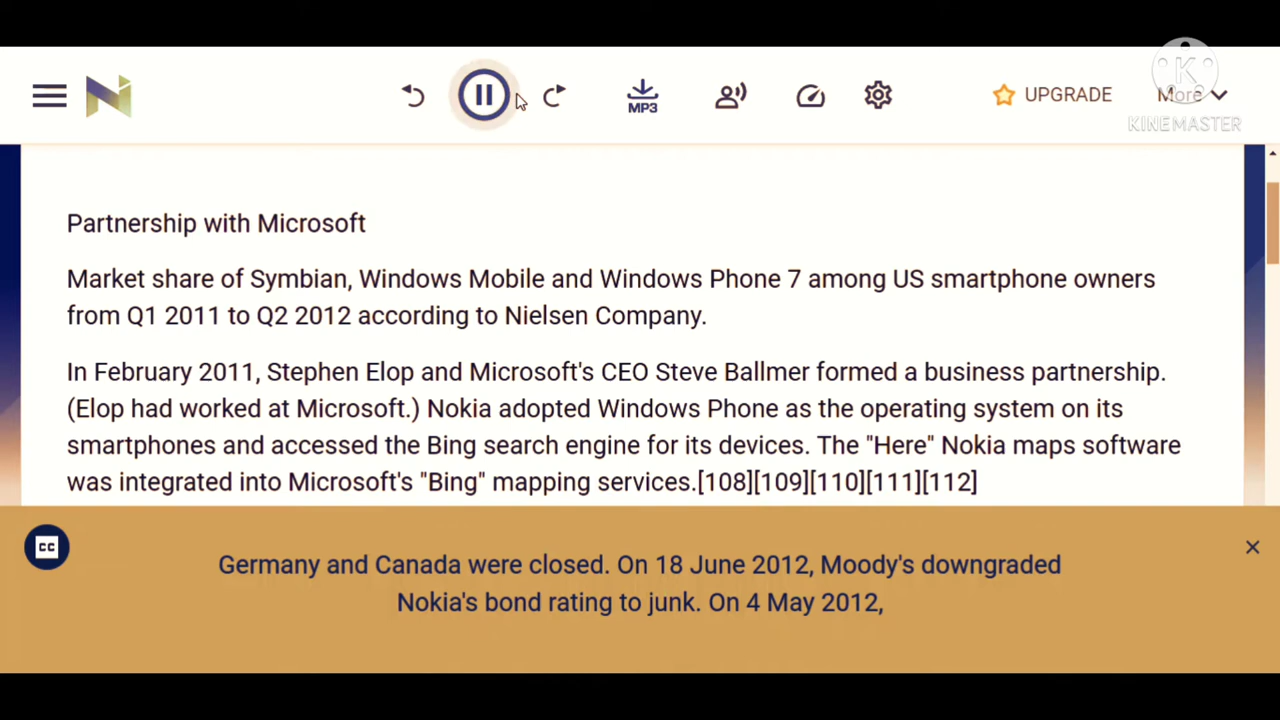 MP3
UPGRADE
More
K
KINEMASTER
Partnership with Microsoft
Market share of Symbian, Windows Mobile and Windows Phone 7 among US smartphone owners
from Q1 2011 to Q2 2012 according to Nielsen Company.
In February 2011, Stephen Elop and Microsoft's CEO Steve Ballmer formed a business partnership.
(Elop had worked at Microsoft.) Nokia adopted Windows Phone as the operating system on its
smartphones and accessed the Bing search engine for its devices. The "Here" Nokia maps software
was integrated into Microsoft's "Bing" mapping services.[108][109][110][111][112]
CC
Germany and Canada were closed. On 18 June 2012, Moody's downgraded
Nokia's bond rating to junk. On 4 May 2012,